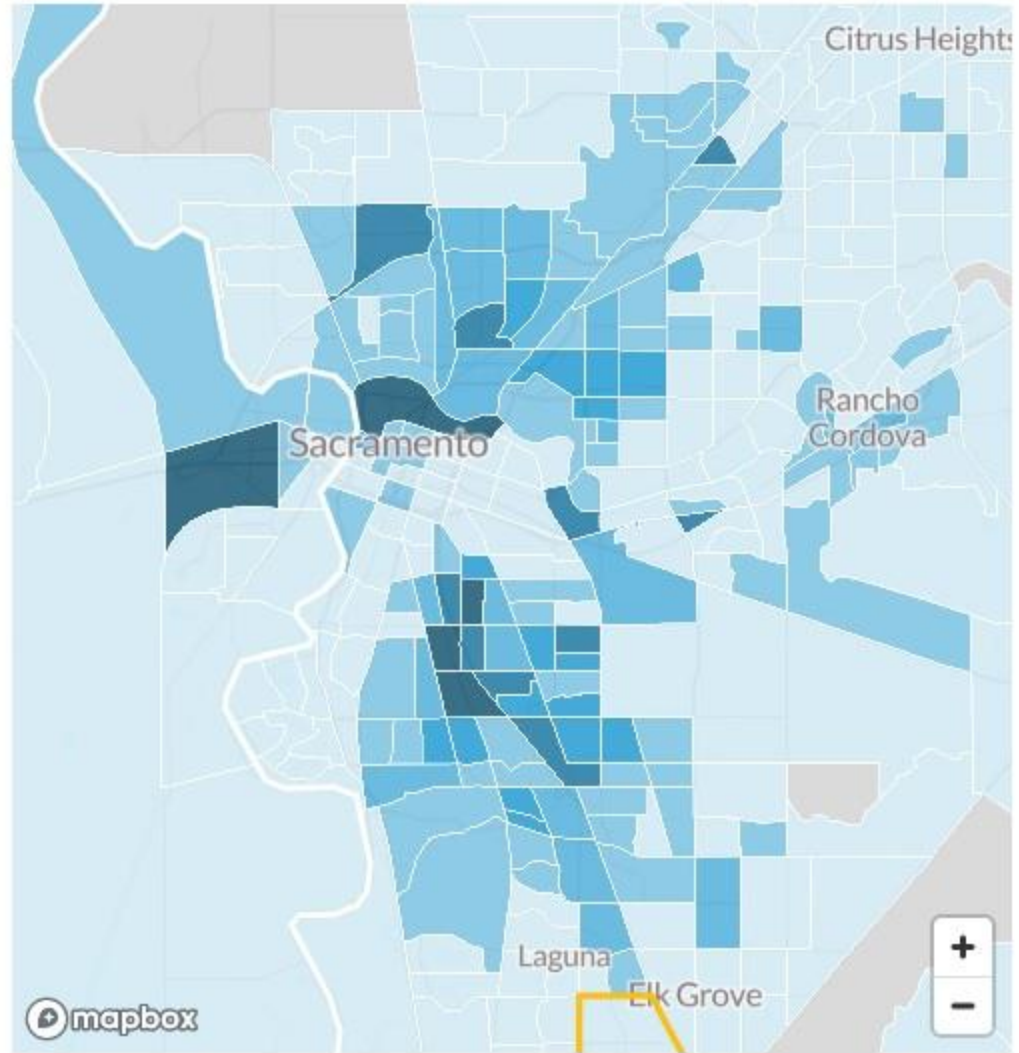 Citrus Heights
Rancho
Cordova
Sacramento
Laguna
Elk Grove
+
−
mapbox